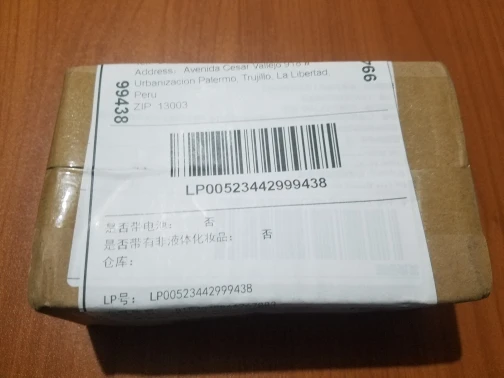 Address: Avenida Cesar Vallejo 918 #
Urbanizacion Palermo, Trujillo, La Libertad,
Peru
ZIP: 13003
99438
LP00523442999438
是否带电池： 否
是否带有非液体化妆品： 否
仓库：
LP号： LP00523442999438